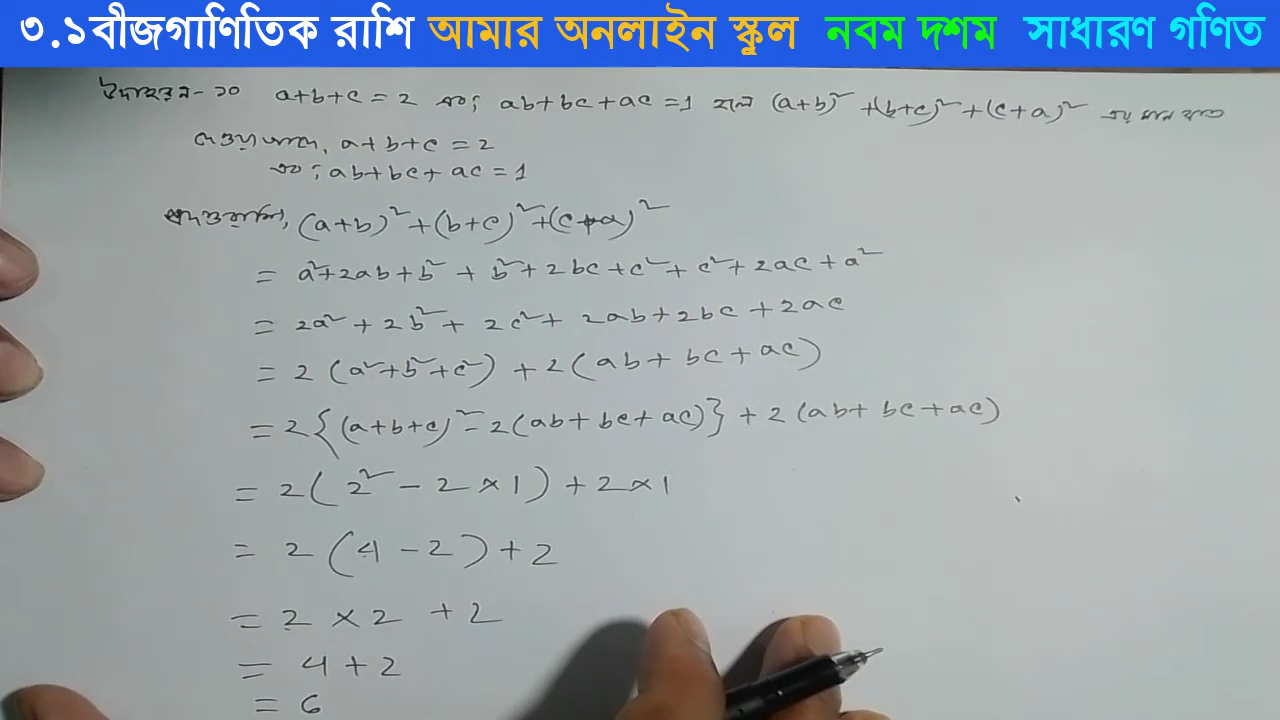 ৩.১বীজগাণিতিক রাশি আমার অনলাইন স্কুল নবম দশম সাধারণ গণিত
উদাহরন- ১০ a+b+c = 2 এবং ab+bc+ac = 1 হলে (a+b)² +(b+c)² +(c+a)² এর মান কত
দেওয়া আছে, a+b+c = 2
এবং ab+bc+ac = 1
প্রদত্ত রাশি, (a+b)² +(b+c)² +(c+a)²
= a²+2ab+b² + b²+2bc+c² + c²+2ac+a²
= 2a² + 2b² + 2c² + 2ab+2bc +2ac
= 2 (a²+b²+c²) +2(ab+bc+ac)
= 2{(a+b+c)² - 2(ab+bc+ac)} + 2(ab+bc+ac)
= 2(2² - 2×1) + 2×1
= 2(4-2)+2
= 2 × 2 + 2
= 4+2
= 6